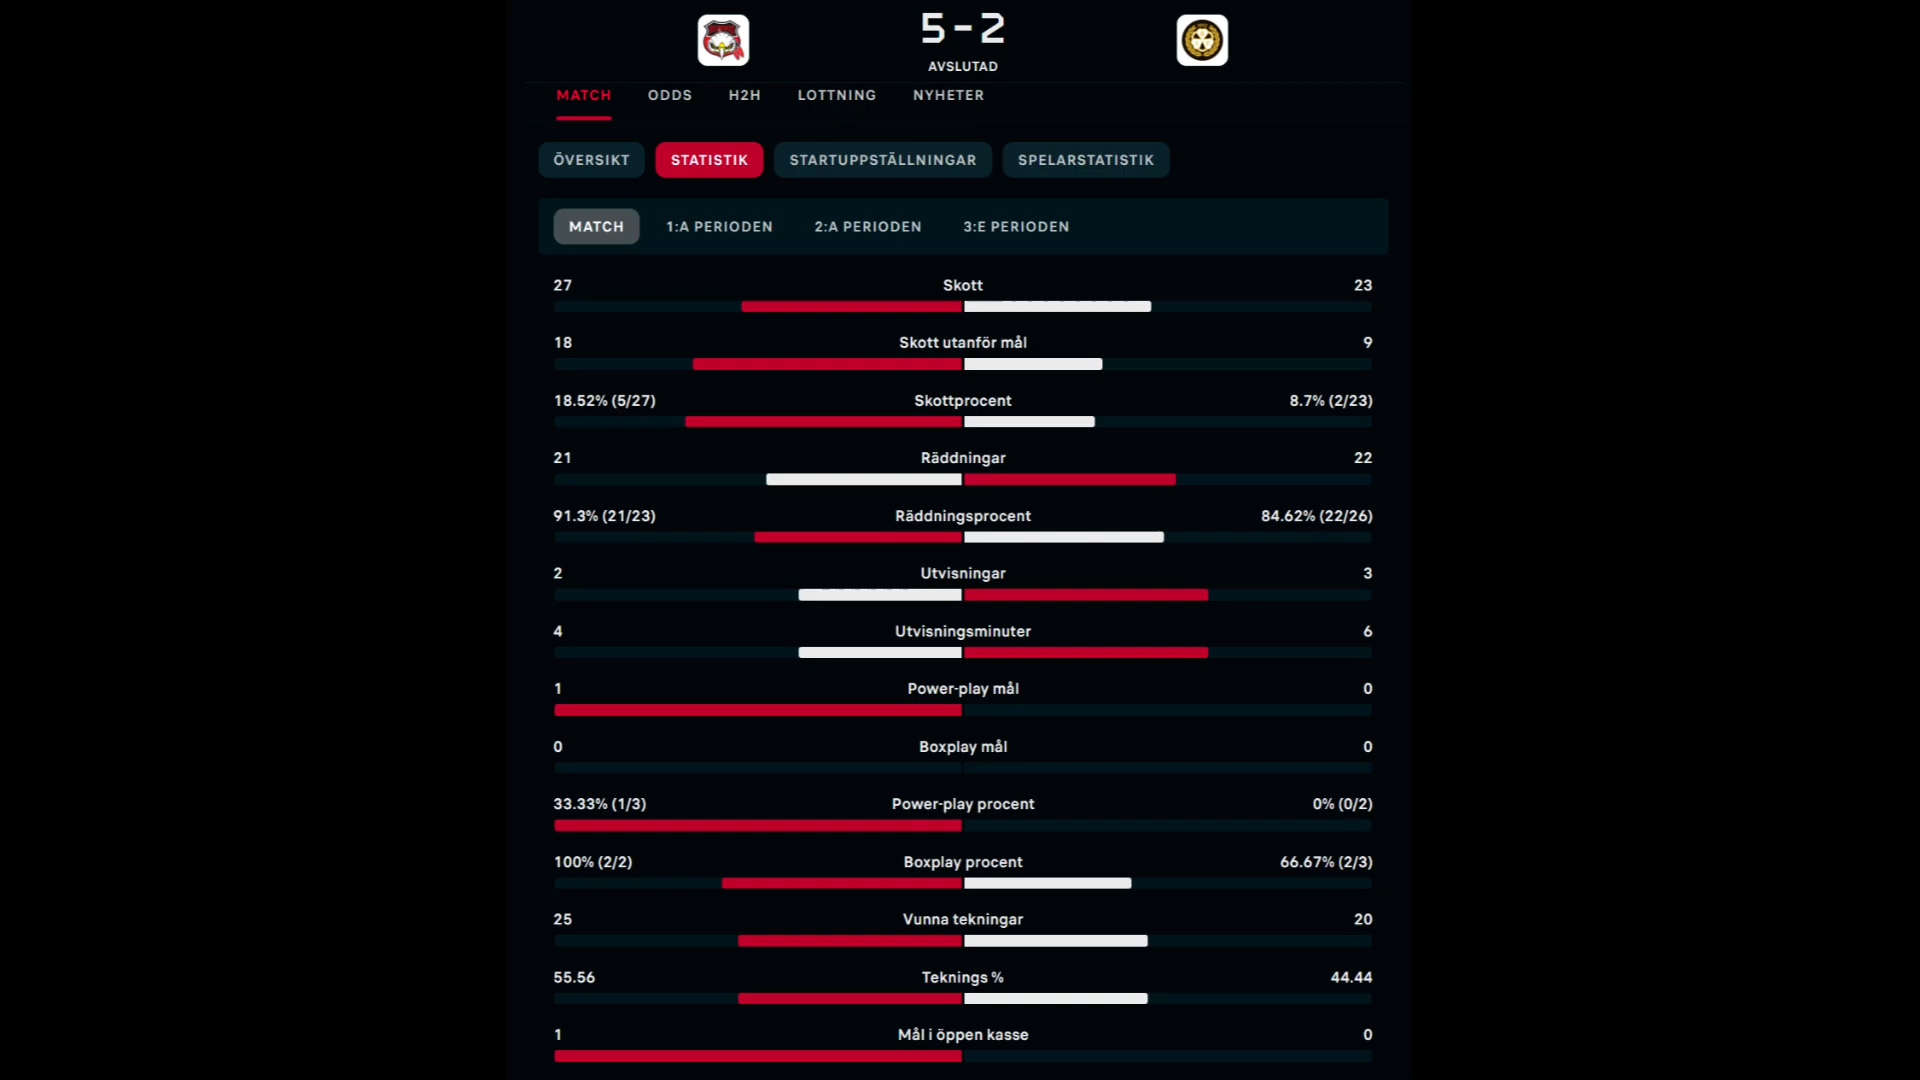 5 - 2
AVSLUTAD
MATCH ODDS H2H LOTTNING NYHETER
ÖVERSIKT STATISTIK STARTUPPSTÄLLNINGAR SPELARSTATISTIK
MATCH 1:A PERIODEN 2:A PERIODEN 3:E PERIODEN
27 Skott 23
18 Skott utanför mål 9
18.52% (5/27) Skottprocent 8.7% (2/23)
21 Räddningar 22
91.3% (21/23) Räddningsprocent 84.62% (22/26)
2 Utvisningar 3
4 Utvisningsminuter 6
1 Power-play mål 0
0 Boxplay mål 0
33.33% (1/3) Power-play procent 0% (0/2)
100% (2/2) Boxplay procent 66.67% (2/3)
25 Vunna tekningar 20
55.56 Teknings % 44.44
1 Mål i öppen kasse 0